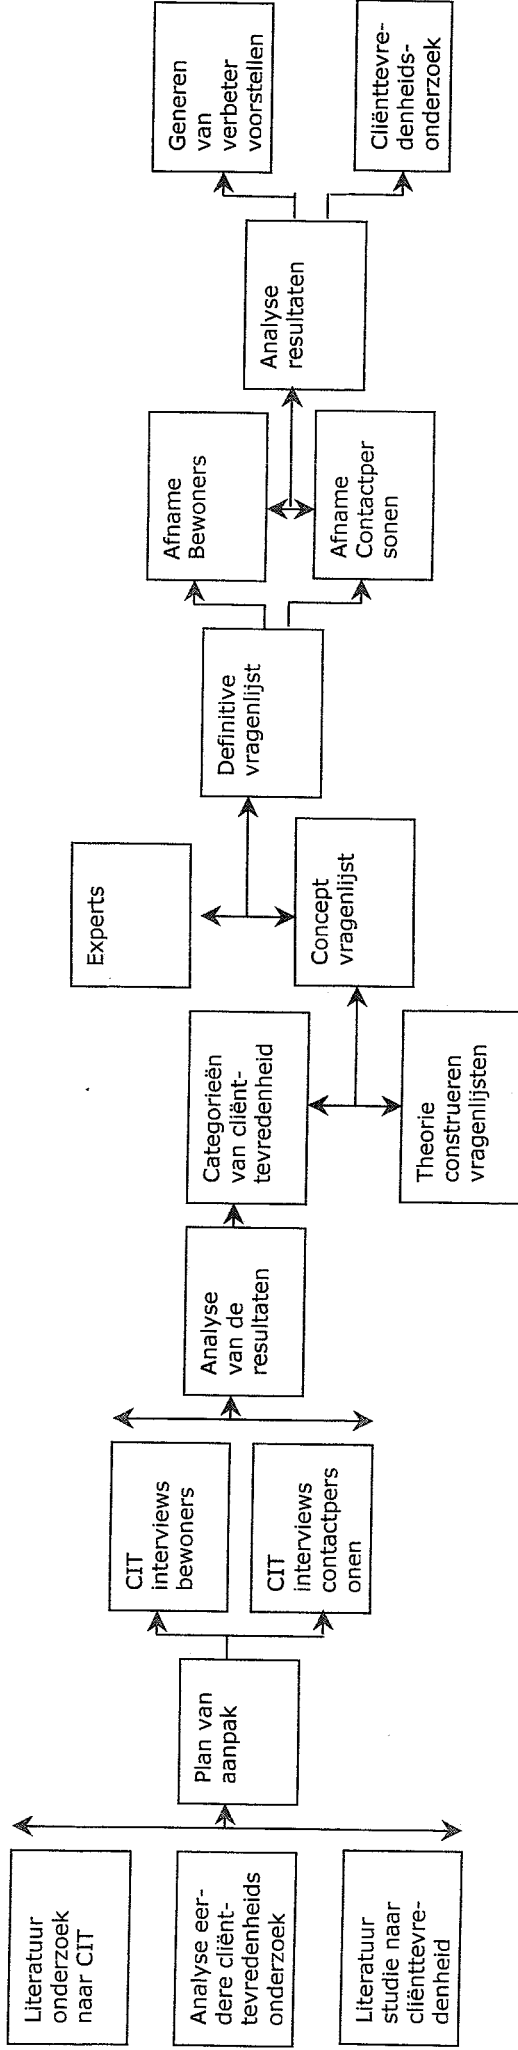 Literatuur
onderzoek
naar CIT
Analyse eer-
dere cliënt-
tevredenheids
onderzoek
Literatuur
studie naar
cliënttevre-
denheid
Plan van
aanpak
CIT
interviews
bewoners
CIT
interviews
contactpers
onen
Analyse
van de
resultaten
Categorieën
van cliënt-
tevredenheid
Theorie
construeren
vragenlijsten
Experts
Concept
vragenlijst
Definitive
vragenlijst
Afname
Bewoners
Afname
Contactper
sonen
Analyse
resultaten
Generen
van
verbeter
voorstellen
Cliënttevre-
denheids-
onderzoek